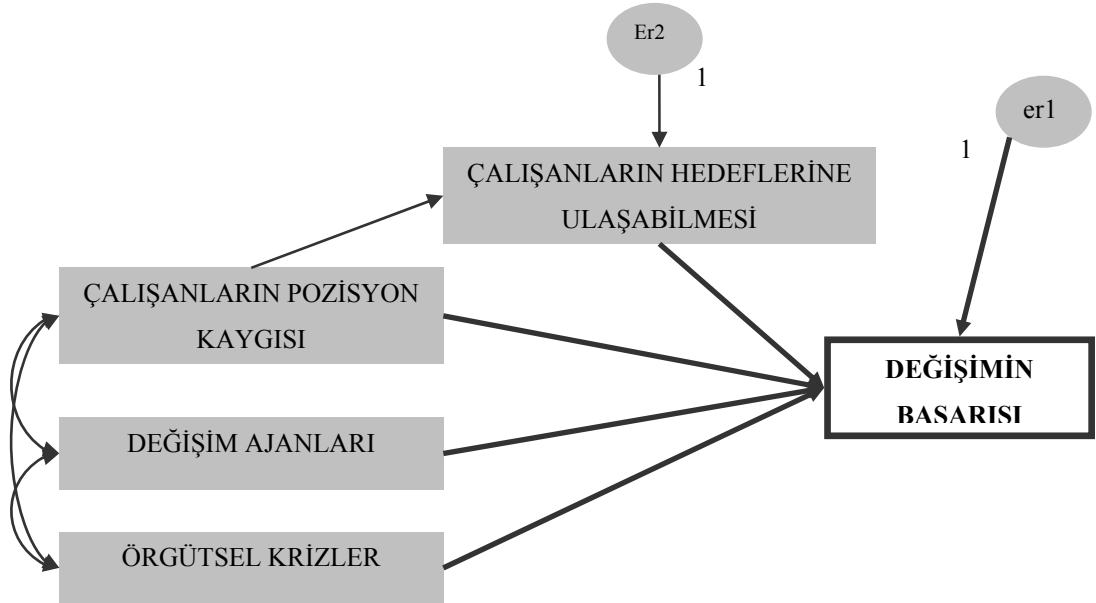 Er2
1
er1
1
ÇALIŞANLARIN HEDEFLERİNE
ULAŞABİLMESİ
ÇALIŞANLARIN POZİSYON
KAYGISI
DEĞİŞİMİN
BAŞARISI
DEĞİŞİM AJANLARI
ÖRGÜTSEL KRİZLER